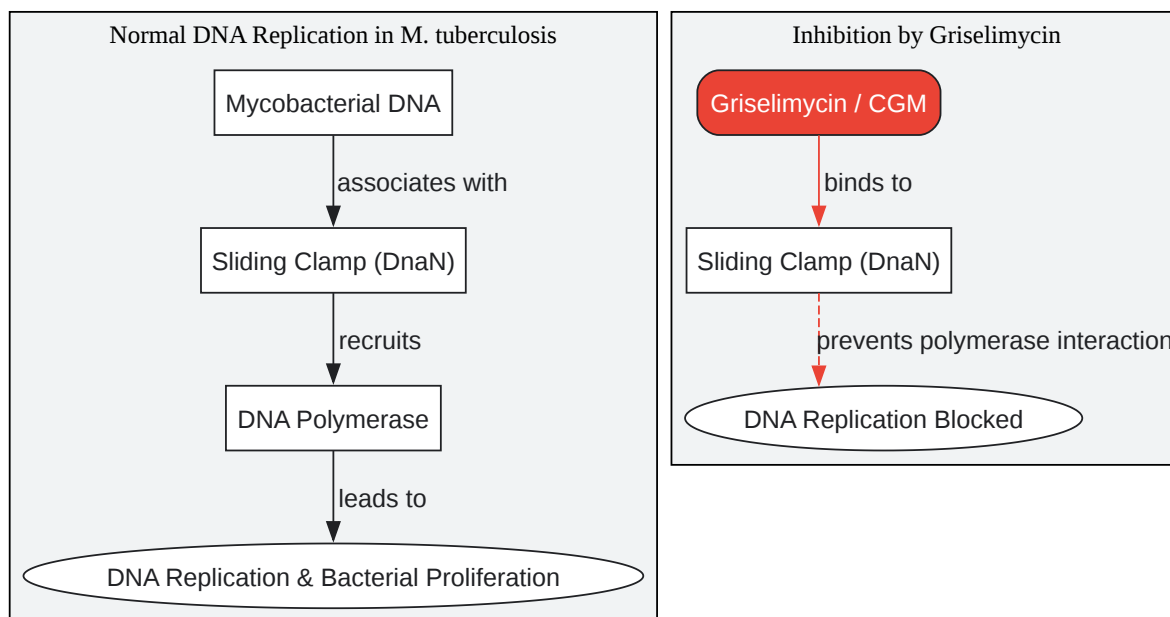 Normal DNA Replication in M. tuberculosis
Mycobacterial DNA
associates with
Sliding Clamp (DnaN)
recruits
DNA Polymerase
leads to
DNA Replication & Bacterial Proliferation
Inhibition by Griselimycin
Griselimycin / CGM
binds to
Sliding Clamp (DnaN)
prevents polymerase interaction
DNA Replication Blocked